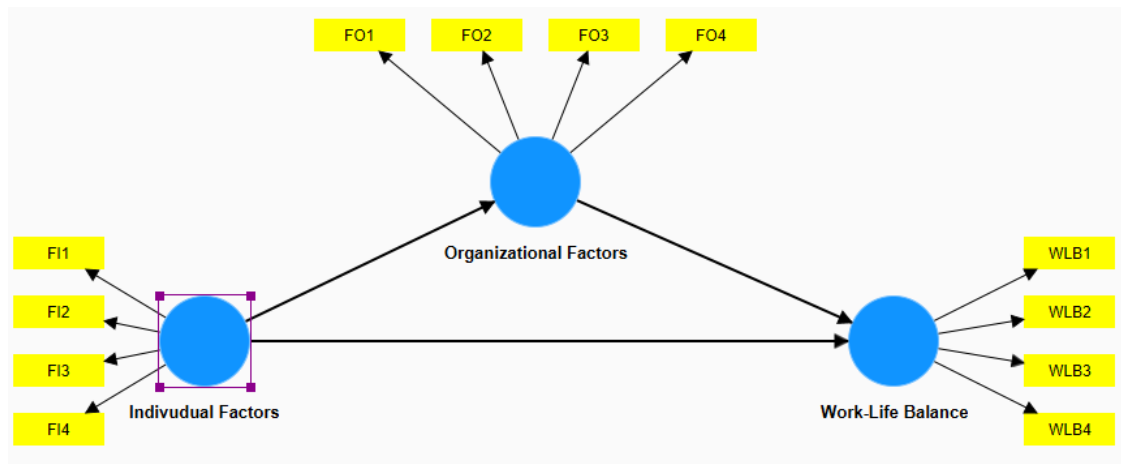 FO1
FO2
FO3
FO4
Organizational Factors
FI1
FI2
FI3
FI4
Indivudual Factors
WLB1
WLB2
WLB3
WLB4
Work-Life Balance